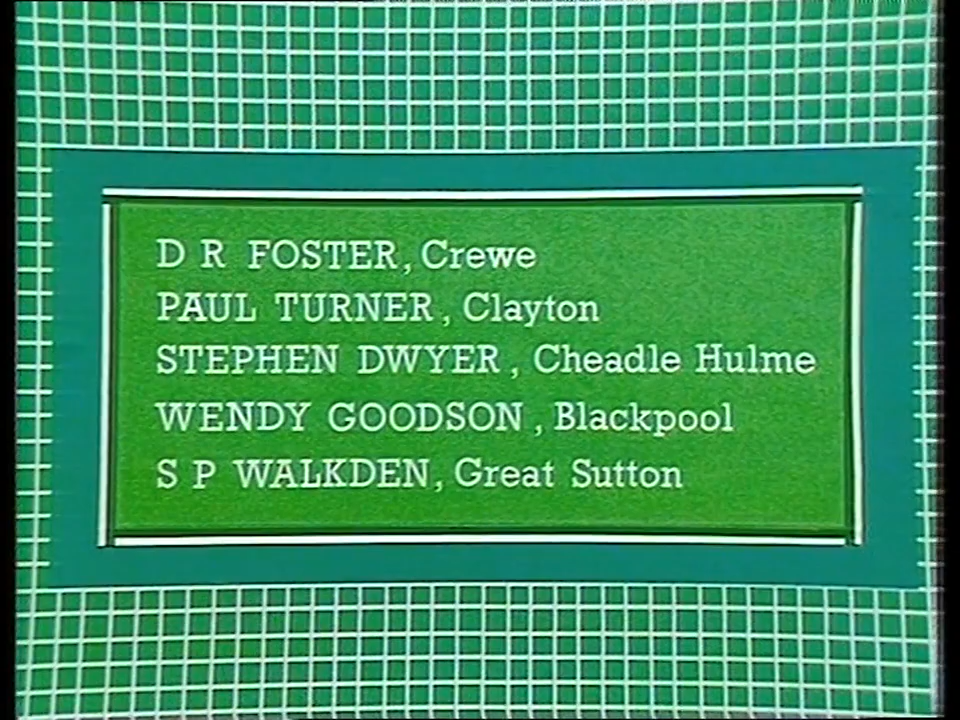 D R FOSTER, Crewe
PAUL TURNER, Clayton
STEPHEN DWYER, Cheadle Hulme
WENDY GOODSON, Blackpool
S P WALKDEN, Great Sutton